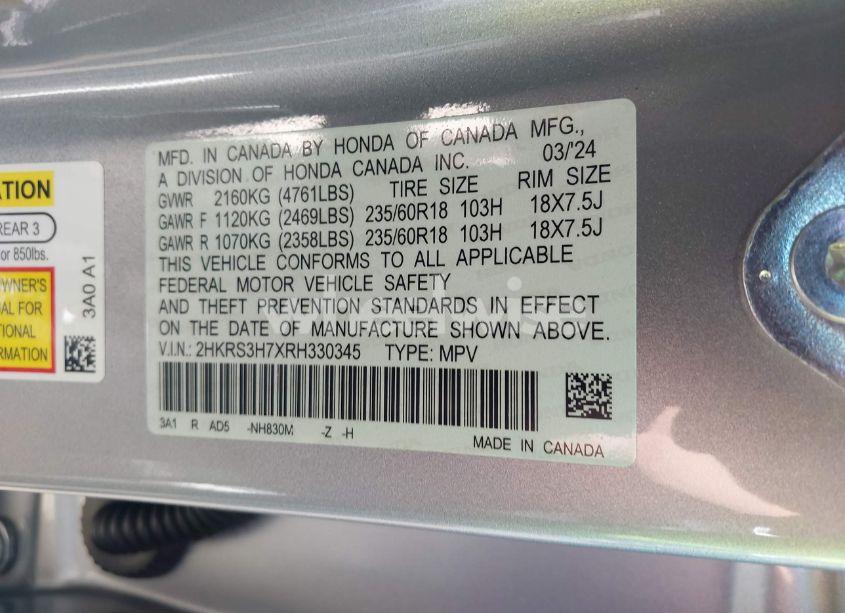 MFD. IN CANADA BY HONDA OF CANADA MFG.,
A DIVISION OF HONDA CANADA INC. 03/'24
GVWR 2160KG (4761LBS) TIRE SIZE RIM SIZE
GAWR F 1120KG (2469LBS) 235/60R18 103H 18X7.5J
GAWR R 1070KG (2358LBS) 235/60R18 103H 18X7.5J
THIS VEHICLE CONFORMS TO ALL APPLICABLE
FEDERAL MOTOR VEHICLE SAFETY
AND THEFT PREVENTION STANDARDS IN EFFECT
ON THE DATE OF MANUFACTURE SHOWN ABOVE.
V.I.N.: 2HKRS3H7XRH330345 TYPE: MPV
3A1 R AD5 -NH830M -Z -H
MADE IN CANADA
ATION
REAR 3
or 850lbs.
OWNER'S
UAL FOR
TIONAL
ORMATION
3A0 A1